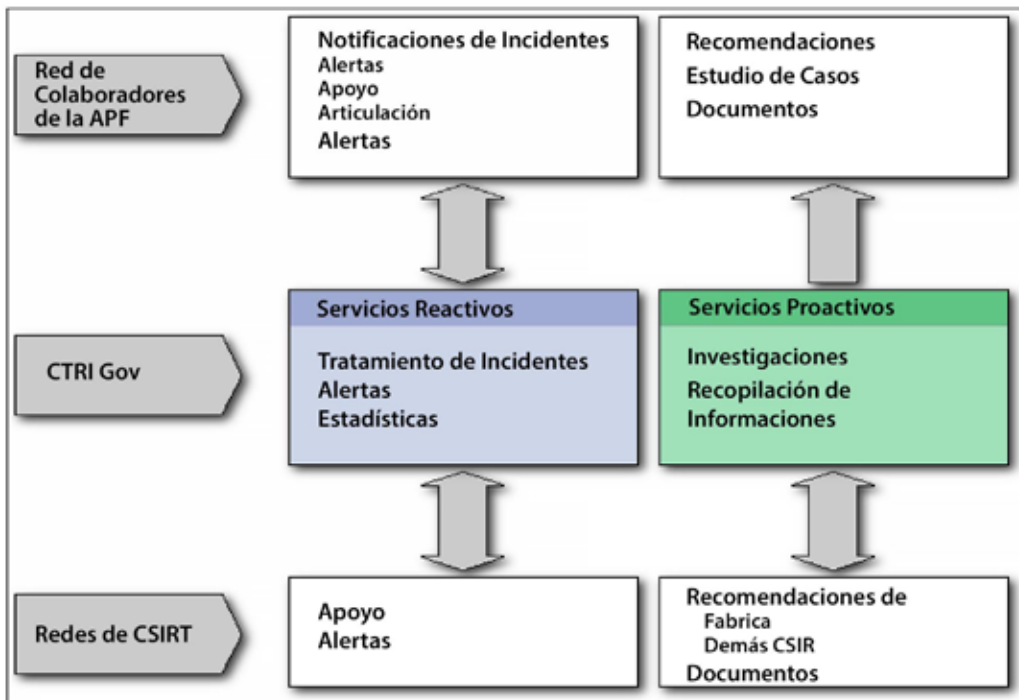 Red de
Colaboradores
de la APF
Notificaciones de Incidentes
Alertas
Apoyo
Articulación
Alertas
Recomendaciones
Estudio de Casos
Documentos
CTRI Gov
Servicios Reactivos
Tratamiento de Incidentes
Alertas
Estadísticas
Servicios Proactivos
Investigaciones
Recopilación de
Informaciones
Redes de CSIRT
Apoyo
Alertas
Recomendaciones de
Fabrica
Demás CSIR
Documentos